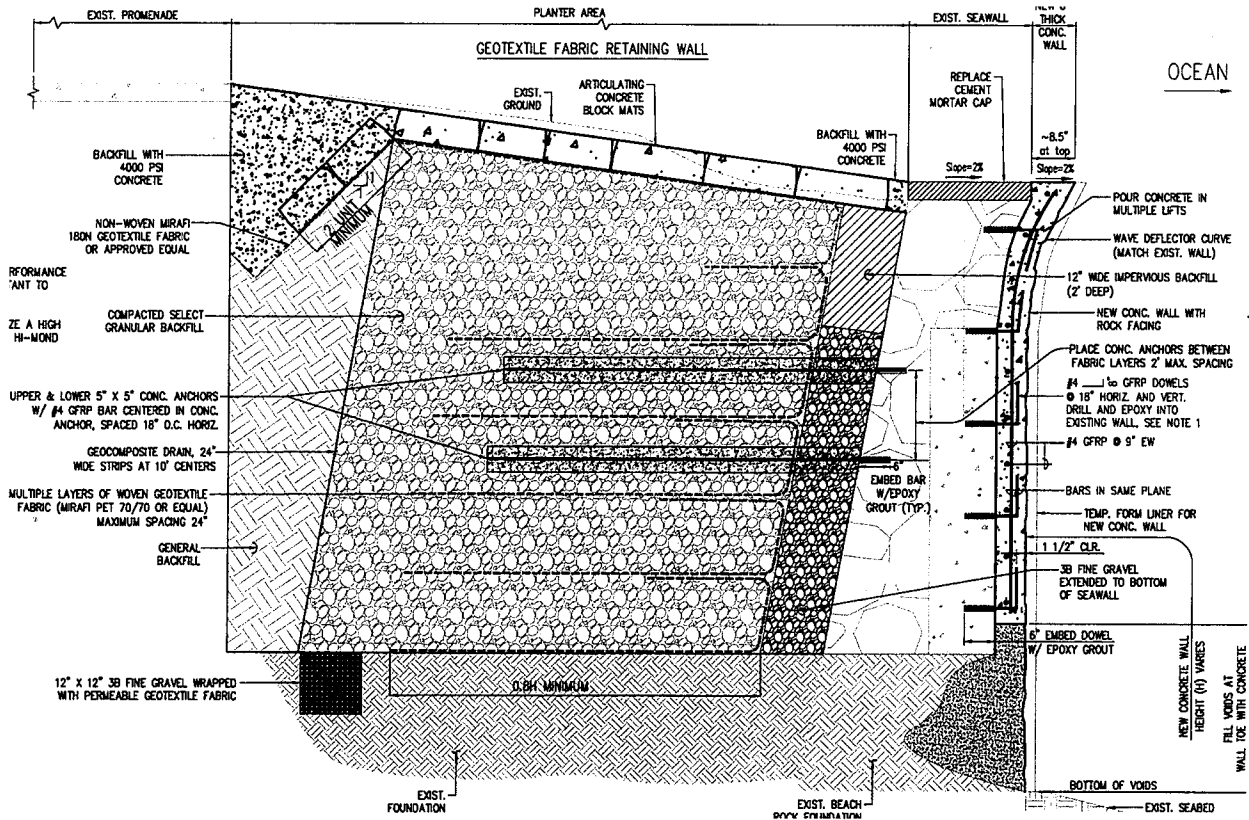 EXIST. PROMENADE
PLANTER AREA
EXIST. SEAWALL
THICK
CONC.
WALL
GEOTEXTILE FABRIC RETAINING WALL
OCEAN
EXIST.
GROUND
ARTICULATING
CONCRETE
BLOCK MATS
REPLACE
CEMENT
MORTAR CAP
BACKFILL WITH
4000 PSI
CONCRETE
BACKFILL WITH
4000 PSI
CONCRETE
~8.5"
at top
Slope=2%
Slope=2%
2 UNIT
MINIMUM
NON-WOVEN MIRAFI
180N GEOTEXTILE FABRIC
OR APPROVED EQUAL
RFORMANCE
ANT TO
ZE A HIGH
HI-MOND
COMPACTED SELECT
GRANULAR BACKFILL
UPPER & LOWER 5" X 5" CONC. ANCHORS
W/ #4 GFRP BAR CENTERED IN CONC.
ANCHOR, SPACED 18" O.C. HORIZ.
GEOCOMPOSITE DRAIN, 24"
WIDE STRIPS AT 10' CENTERS
MULTIPLE LAYERS OF WOVEN GEOTEXTILE
FABRIC (MIRAFI PET 70/70 OR EQUAL)
MAXIMUM SPACING 24"
GENERAL
BACKFILL
12" X 12" 3B FINE GRAVEL WRAPPED
WITH PERMEABLE GEOTEXTILE FABRIC
0.8H MINIMUM
EXIST.
FOUNDATION
EXIST. BEACH
ROCK FOUNDATION
6"
EMBED BAR
W/EPOXY
GROUT (TYP.)
POUR CONCRETE IN
MULTIPLE LIFTS
WAVE DEFLECTOR CURVE
(MATCH EXIST. WALL)
12" WIDE IMPERVIOUS BACKFILL
(2' DEEP)
NEW CONC. WALL WITH
ROCK FACING
PLACE CONC. ANCHORS BETWEEN
FABRIC LAYERS 2' MAX. SPACING
#4 GFRP DOWELS
@ 18" HORIZ. AND VERT.
DRILL AND EPOXY INTO
EXISTING WALL, SEE NOTE 1
#4 GFRP @ 9" EW
BARS IN SAME PLANE
TEMP. FORM LINER FOR
NEW CONC. WALL
1 1/2" CLR.
3B FINE GRAVEL
EXTENDED TO BOTTOM
OF SEAWALL
6" EMBED DOWEL
W/ EPOXY GROUT
NEW CONCRETE WALL
HEIGHT (H) VARIES
FILL VOIDS AT
WALL TOE WITH CONCRETE
BOTTOM OF VOIDS
EXIST. SEABED